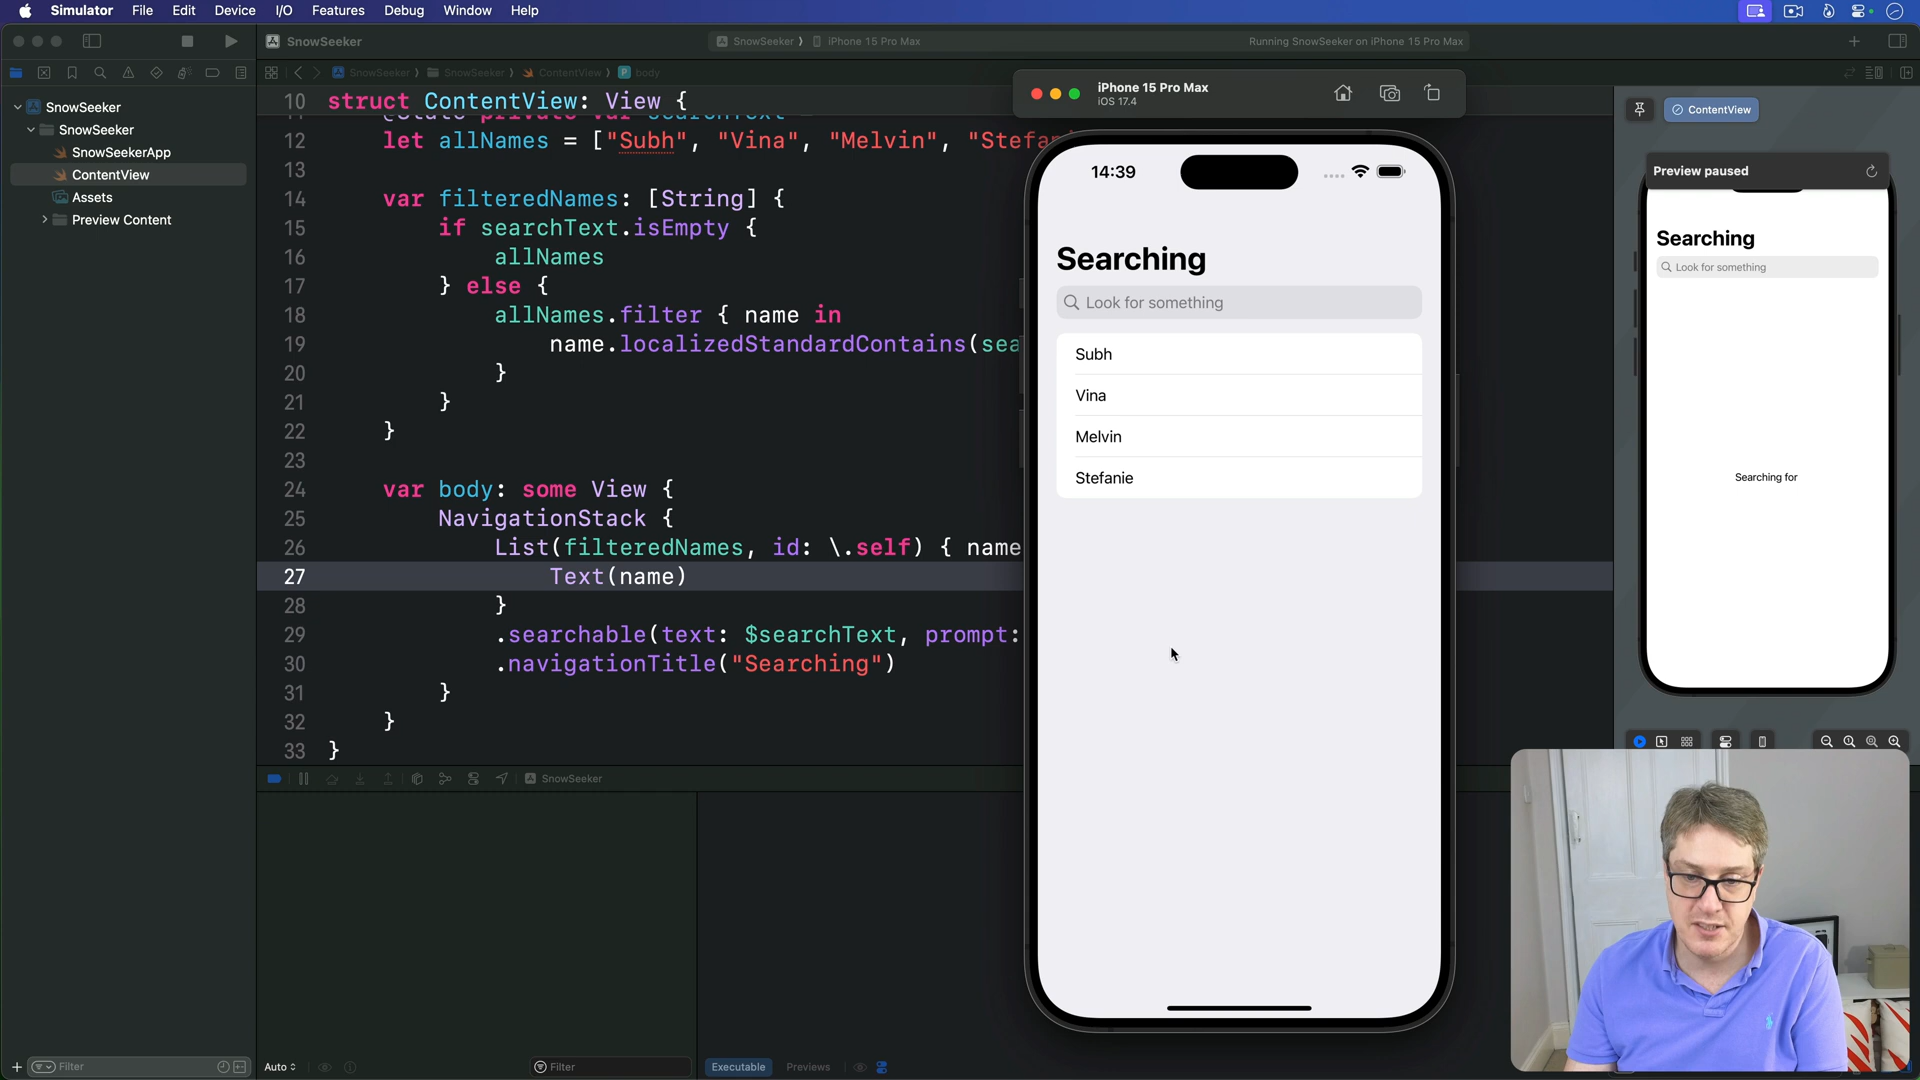 Simulator File Edit Device I/O Features Debug Window Help
SnowSeeker
SnowSeeker ⟩ iPhone 15 Pro Max
Running SnowSeeker on iPhone 15 Pro Max
SnowSeeker ⟩ SnowSeeker ⟩ ContentView ⟩ P body
SnowSeeker
SnowSeeker
SnowSeekerApp
ContentView
Assets
Preview Content
10 struct ContentView: View {
12 let allNames = ["Subh", "Vina", "Melvin", "Stefa
13
14 var filteredNames: [String] {
15 if searchText.isEmpty {
16 allNames
17 } else {
18 allNames.filter { name in
19 name.localizedStandardContains(sea
20 }
21 }
22 }
23
24 var body: some View {
25 NavigationStack {
26 List(filteredNames, id: \.self) { name
27 Text(name)
28 }
29 .searchable(text: $searchText, prompt:
30 .navigationTitle("Searching")
31 }
32 }
33 }
iPhone 15 Pro Max
iOS 17.4
14:39
Searching
Look for something
Subh
Vina
Melvin
Stefanie
ContentView
Preview paused
Searching
Look for something
Searching for
SnowSeeker
Filter
Auto
Filter
Executable
Previews